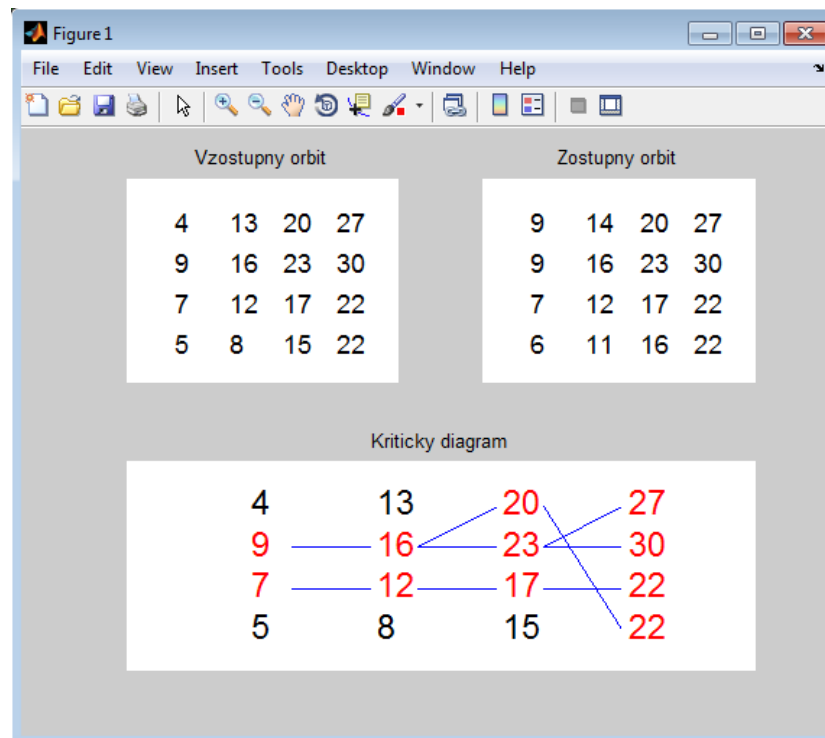 Figure 1
File Edit View Insert Tools Desktop Window Help
Vzostupny orbit
4 13 20 27
9 16 23 30
7 12 17 22
5 8 15 22
Zostupny orbit
9 14 20 27
9 16 23 30
7 12 17 22
6 11 16 22
Kriticky diagram
4 13 20 27
9 16 23 30
7 12 17 22
5 8 15 22